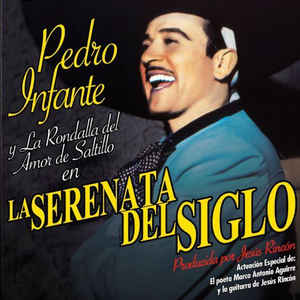 Pedro
Infante
y La Rondalla del
Amor de Saltillo
en
LA SERENATA
DEL SIGLO
Producida por Jesús Rincón
Actuación Especial de:
El poeta Marco Antonio Aguirre
y la guitarra de Jesús Rincón